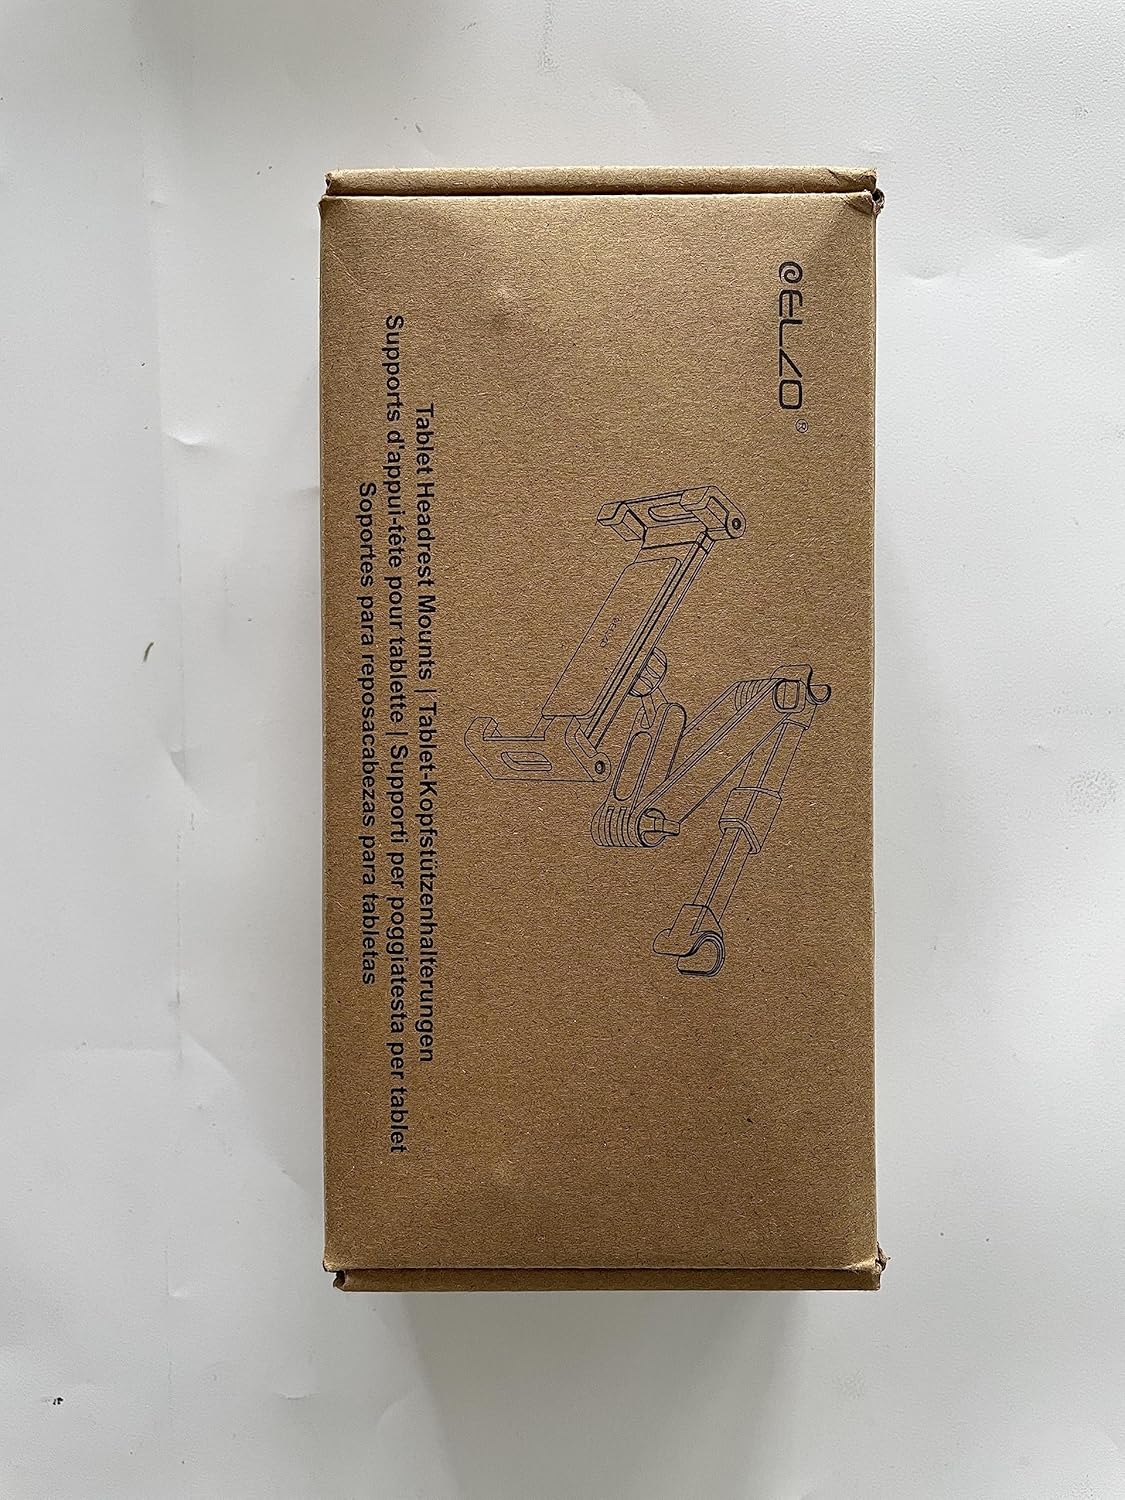 eELZO®
Tablet Headrest Mounts | Tablet-Kopfstützenhalterungen
Supports d'appui-tête pour tablette | Supporti per poggiatesta per tablet
Soportes para reposacabezas para tabletas